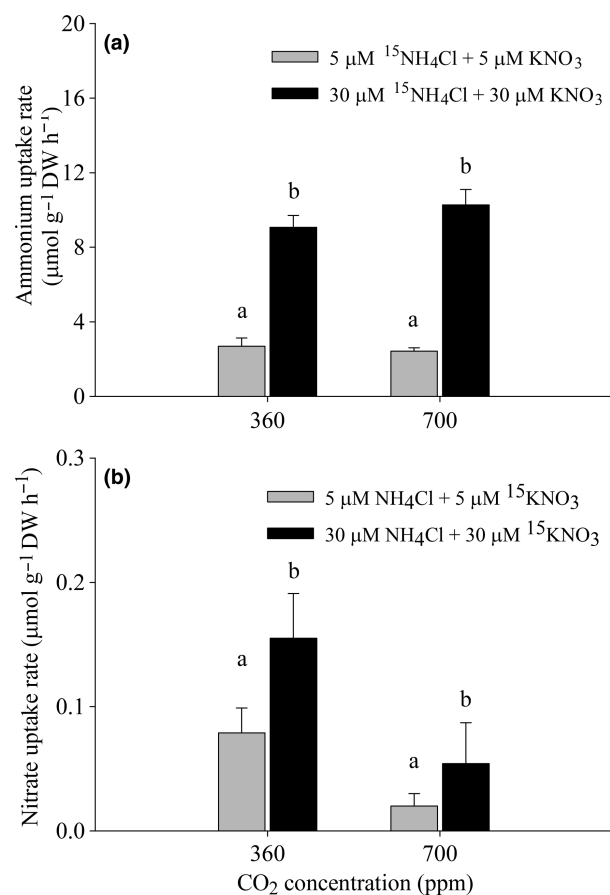 (a)
20
16
12
8
4
0
Ammonium uptake rate
(μmol g⁻¹ DW h⁻¹)
5 μM ¹⁵NH₄Cl + 5 μM KNO₃
30 μM ¹⁵NH₄Cl + 30 μM KNO₃
a
b
a
b
360
700
(b)
0.3
0.2
0.1
0.0
Nitrate uptake rate (μmol g⁻¹ DW h⁻¹)
5 μM NH₄Cl + 5 μM ¹⁵KNO₃
30 μM NH₄Cl + 30 μM ¹⁵KNO₃
a
b
a
b
360
700
CO₂ concentration (ppm)